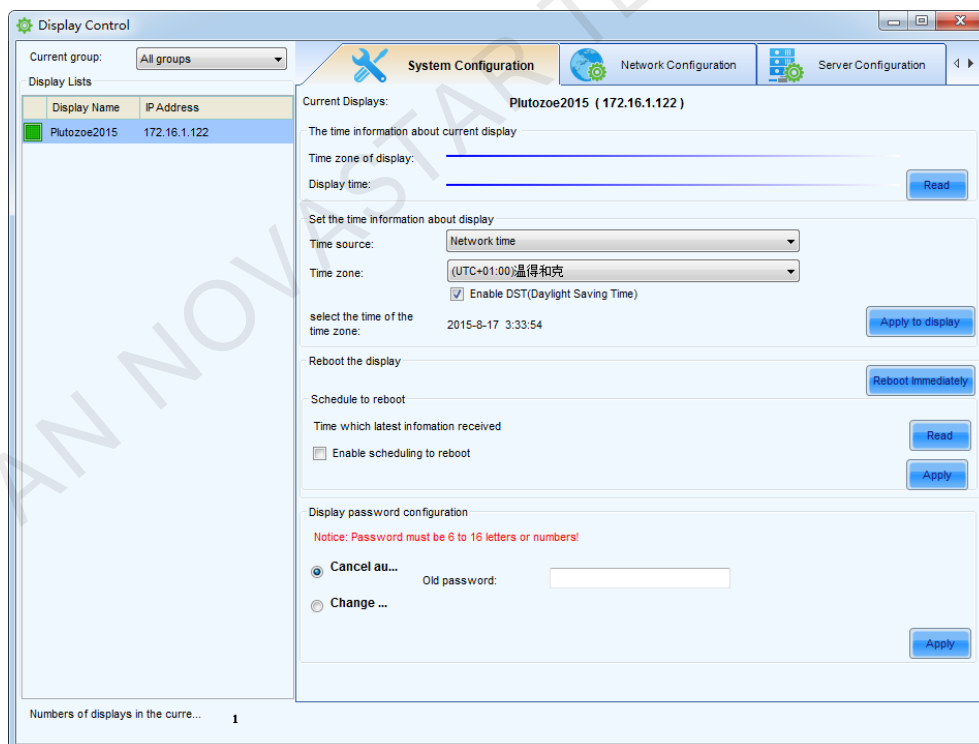 Display Control
Current group:
All groups
Display Lists
Display Name IP Address
Plutozoe2015 172.16.1.122
System Configuration
Network Configuration
Server Configuration
Current Displays: Plutozoe2015 ( 172.16.1.122 )
The time information about current display
Time zone of display:
Display time:
Read
Set the time information about display
Time source: Network time
Time zone: (UTC+01:00)温得和克
Enable DST(Daylight Saving Time)
select the time of the
time zone:
2015-8-17 3:33:54
Apply to display
Reboot the display
Reboot Immediately
Schedule to reboot
Time which latest infomation received
Read
Enable scheduling to reboot
Apply
Display password configuration
Notice: Password must be 6 to 16 letters or numbers!
Cancel au...
Old password:
Change ...
Apply
Numbers of displays in the curre... 1
AN NOVASTAR TE